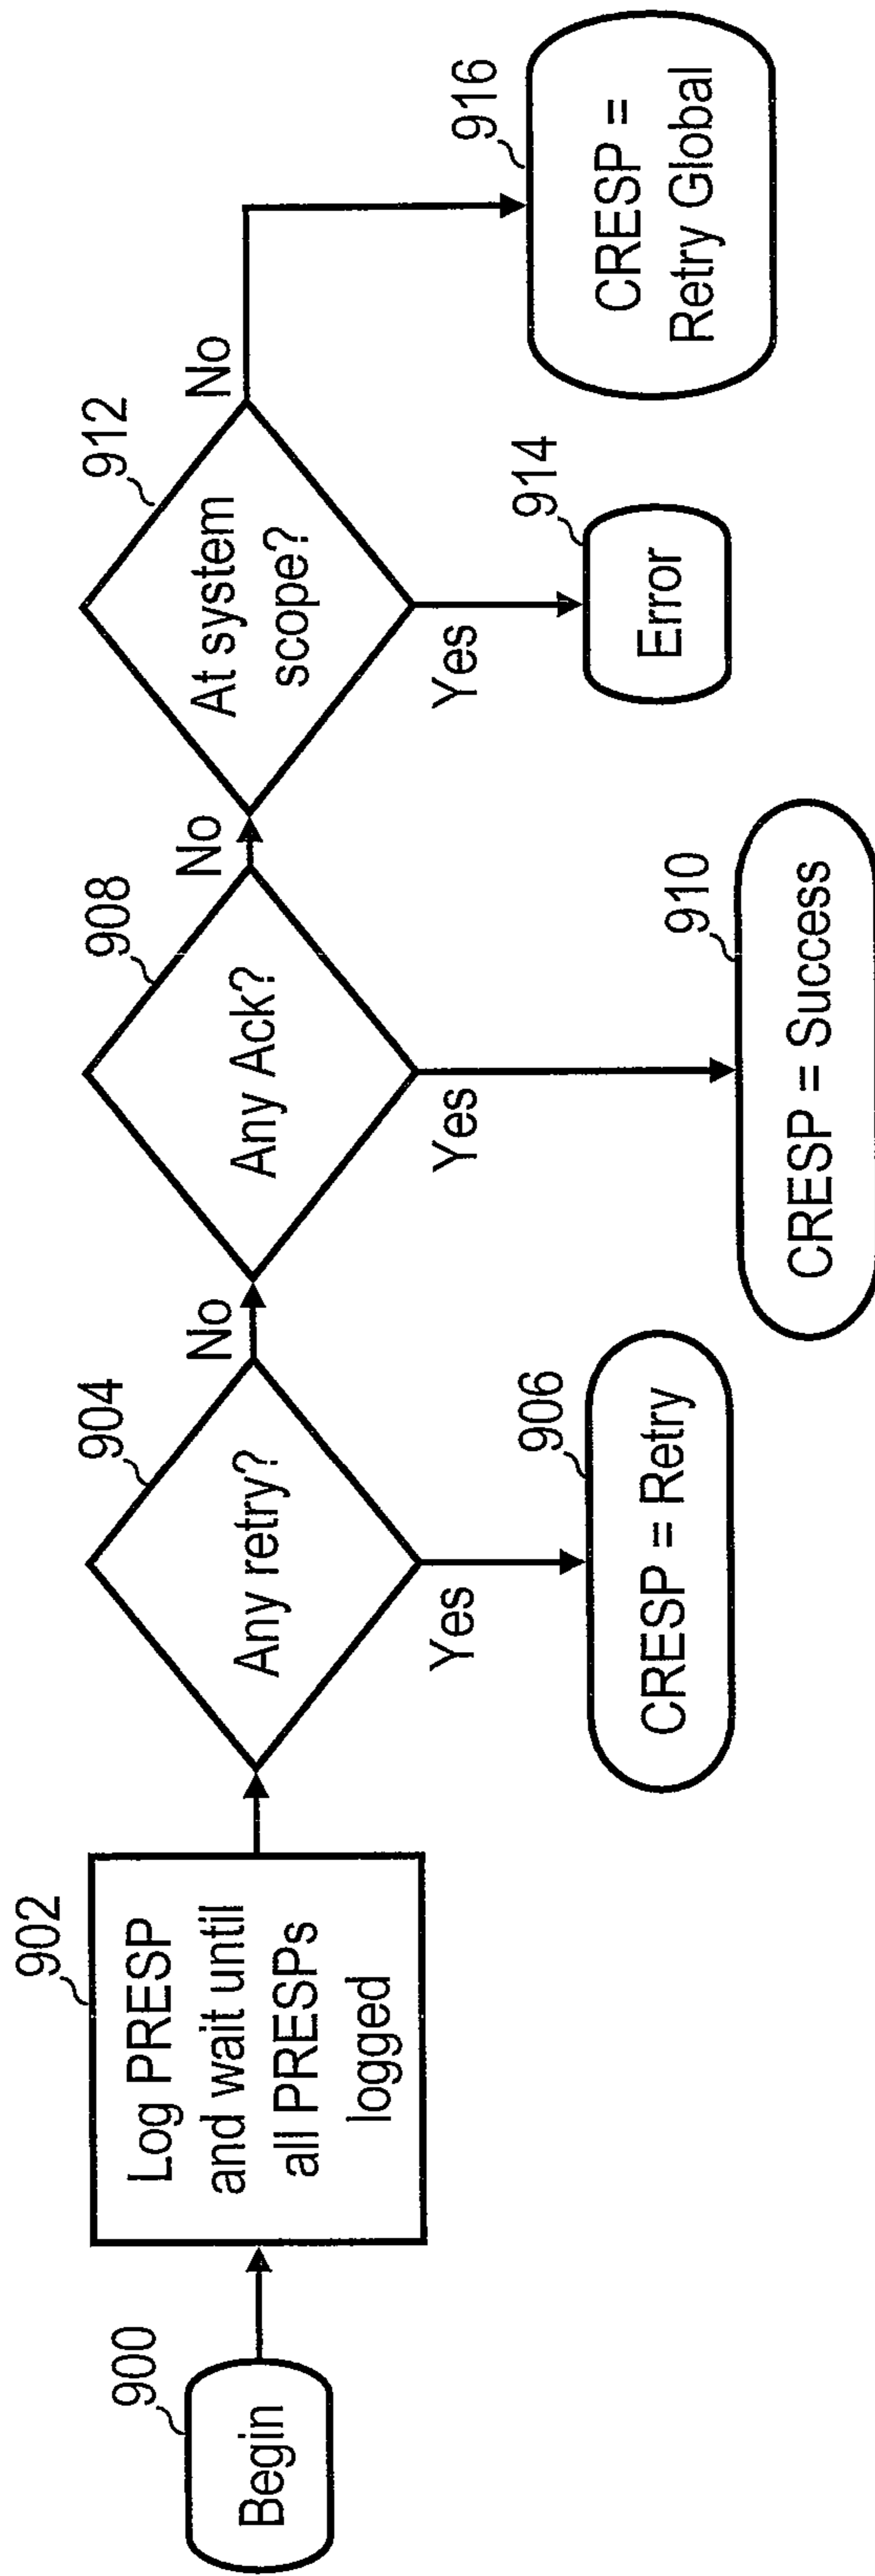 900
Begin
902
Log PRESP
and wait until
all PRESPs
logged
904
Any retry?
No
Yes
906
CRESP = Retry
908
Any Ack?
No
Yes
910
CRESP = Success
912
At system
scope?
No
Yes
914
Error
916
CRESP =
Retry Global